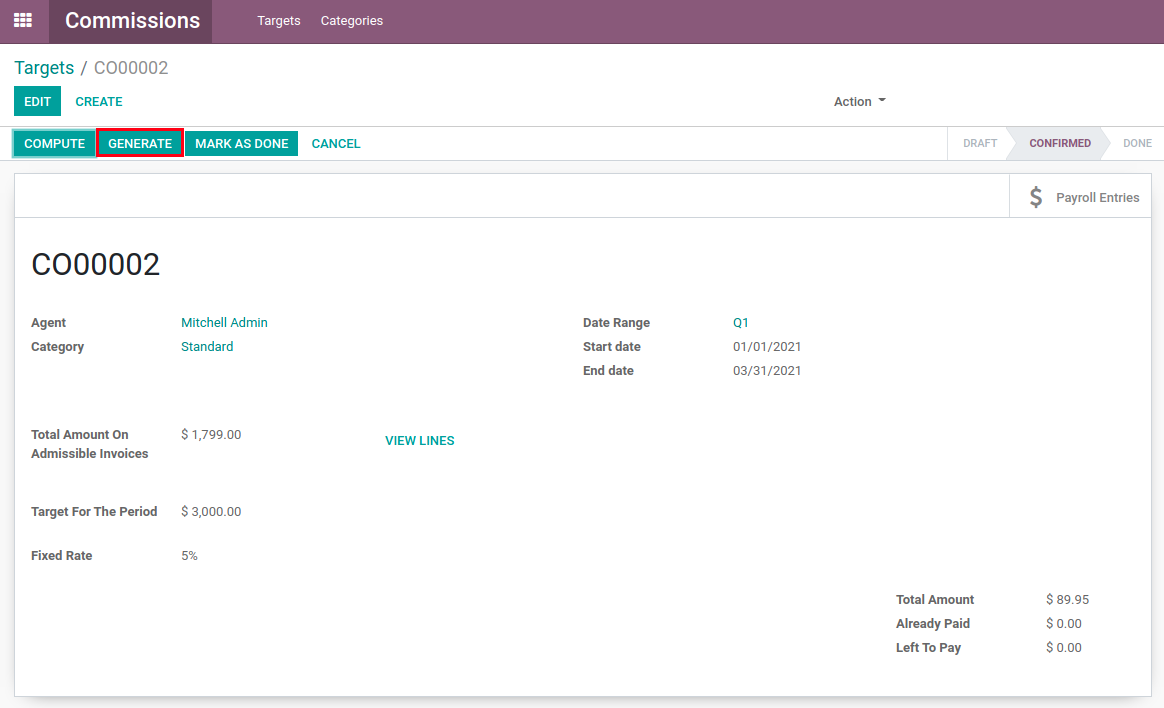 Commissions Targets Categories
Targets / CO00002
EDIT CREATE Action
COMPUTE GENERATE MARK AS DONE CANCEL DRAFT CONFIRMED DONE
$ Payroll Entries
CO00002
Agent Mitchell Admin Date Range Q1
Category Standard Start date 01/01/2021
End date 03/31/2021
Total Amount On $ 1,799.00 VIEW LINES
Admissible Invoices
Target For The Period $ 3,000.00
Fixed Rate 5%
Total Amount $ 89.95
Already Paid $ 0.00
Left To Pay $ 0.00